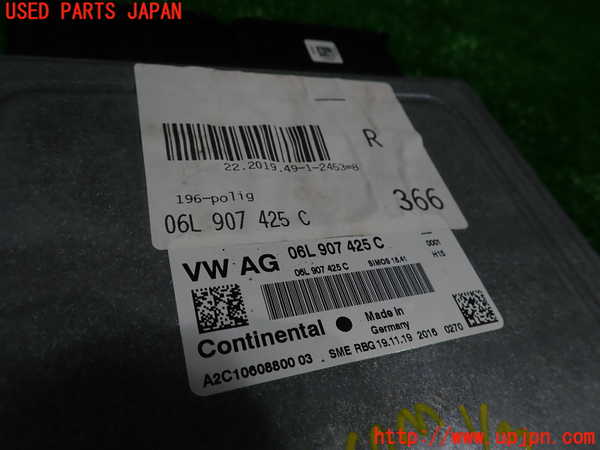 USED PARTS JAPAN
R
22.2019.49-1-2453*8
196-polig
06L 907 425 C
366
VW AG
06L 907 425 C
06L 907 425 C SIMOS 18.41
0001
H15
Continental
Made in
Germany
A2C10608800 03 . SME RBG 19.11.19 2016 0270
http://www.upjpn.com/